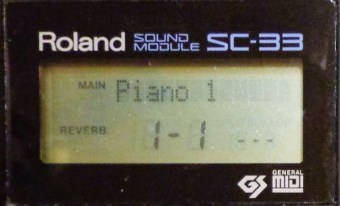 Roland SOUND MODULE SC-33
MAIN Piano 1
REVERB 1-1 ---
GS GENERAL MIDI